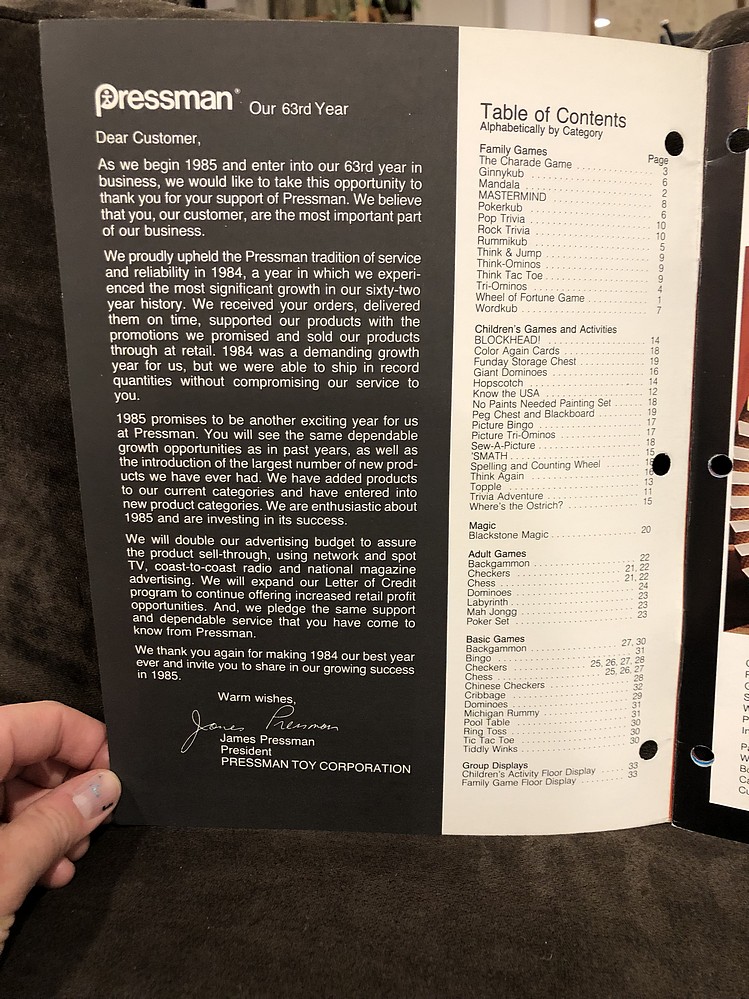 Pressman® Our 63rd Year
Dear Customer,
As we begin 1985 and enter into our 63rd year in
business, we would like to take this opportunity to
thank you for your support of Pressman. We believe
that you, our customer, are the most important part
of our business.
We proudly upheld the Pressman tradition of service
and reliability in 1984, a year in which we experi-
enced the most significant growth in our sixty-two
year history. We received your orders, delivered
them on time, supported our products with the
promotions we promised and sold our products
through at retail. 1984 was a demanding growth
year for us, but we were able to ship in record
quantities without compromising our service to
you.
1985 promises to be another exciting year for us
at Pressman. You will see the same dependable
growth opportunities as in past years, as well as
the introduction of the largest number of new prod-
ucts we have ever had. We have added products
to our current categories and have entered into
new product categories. We are enthusiastic about
1985 and are investing in its success.
We will double our advertising budget to assure
the product sell-through, using network and spot
TV, coast-to-coast radio and national magazine
advertising. We will expand our Letter of Credit
program to continue offering increased retail profit
opportunities. And, we pledge the same support
and dependable service that you have come to
know from Pressman.
We thank you again for making 1984 our best year
ever and invite you to share in our growing success
in 1985.
Warm wishes,
James Pressman
James Pressman
President
PRESSMAN TOY CORPORATION
Table of Contents
Alphabetically by Category
Family Games Page
The Charade Game 3
Ginnykub 6
Mandala 6
MASTERMIND 2
Pokerkub 8
Pop Trivia 6
Rock Trivia 10
Rummikub 10
Think & Jump 5
Think-Ominos 9
Think Tac Toe 9
Tri-Ominos 9
Wheel of Fortune Game 4
Wordkub 1
7
Children's Games and Activities
BLOCKHEAD! 14
Color Again Cards 18
Funday Storage Chest 19
Giant Dominoes 16
Hopscotch 14
Know the USA 12
No Paints Needed Painting Set 18
Peg Chest and Blackboard 19
Picture Bingo 17
Picture Tri-Ominos 17
Sew-A-Picture 18
'SMATH 15
Spelling and Counting Wheel
Think Again 16
Topple 13
Trivia Adventure 11
Where's the Ostrich? 15
Magic
Blackstone Magic 20
Adult Games
Backgammon 22
Checkers 21, 22
Chess 21, 22
Dominoes 24
Labyrinth 23
Mah Jongg 23
Poker Set 23
Basic Games
Backgammon 27, 30
Bingo 31
Checkers 25, 26, 27, 28
Chess 25, 26, 27
Chinese Checkers 28
Cribbage 32
Dominoes 29
Michigan Rummy 31
Pool Table 31
Ring Toss 30
Tic Tac Toe 30
Tiddly Winks 30
Group Displays
Children's Activity Floor Display 33
Family Game Floor Display 33